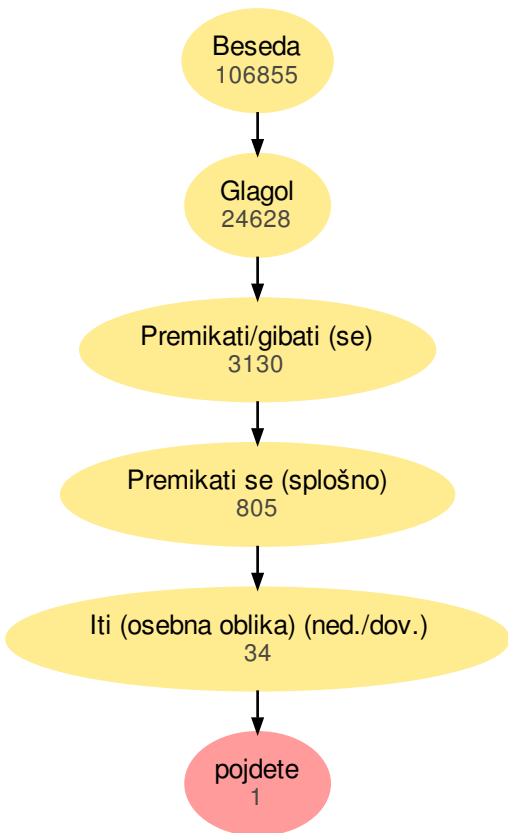 Beseda
106855
Glagol
24628
Premikati/gibati (se)
3130
Premikati se (splošno)
805
Iti (osebna oblika) (ned./dov.)
34
pojdete
1